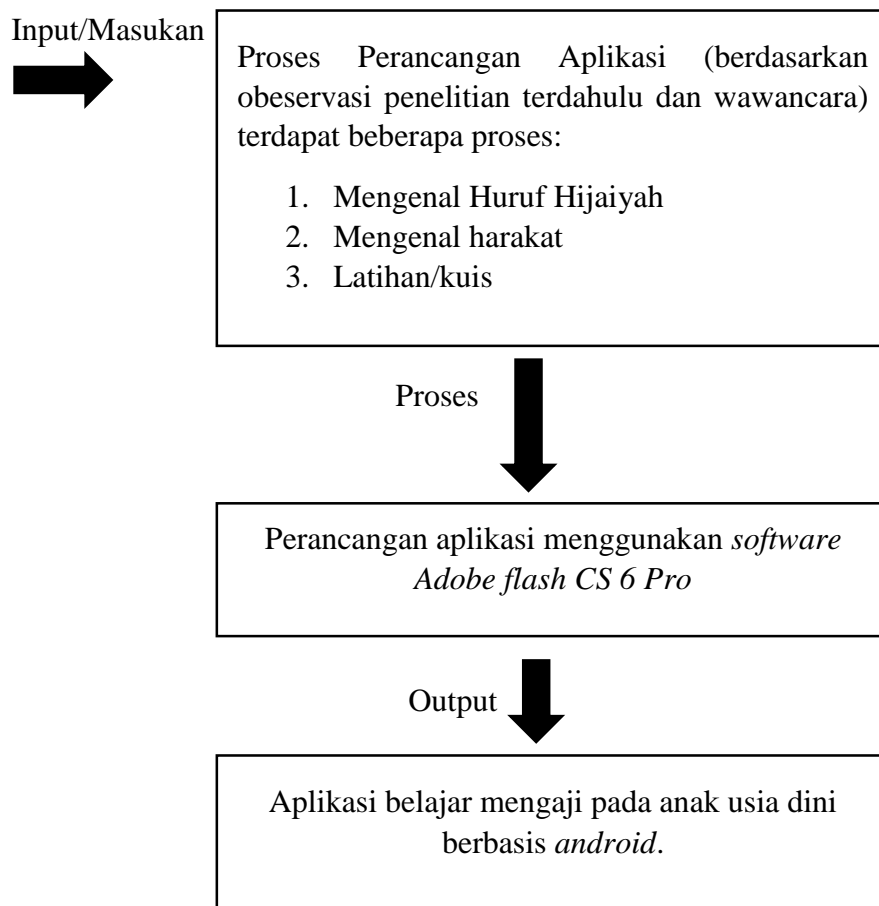 Input/Masukan
Proses Perancangan Aplikasi (berdasarkan
obeservasi penelitian terdahulu dan wawancara)
terdapat beberapa proses:
1. Mengenal Huruf Hijaiyah
2. Mengenal harakat
3. Latihan/kuis
Proses
Perancangan aplikasi menggunakan software
Adobe flash CS 6 Pro
Output
Aplikasi belajar mengaji pada anak usia dini
berbasis android.